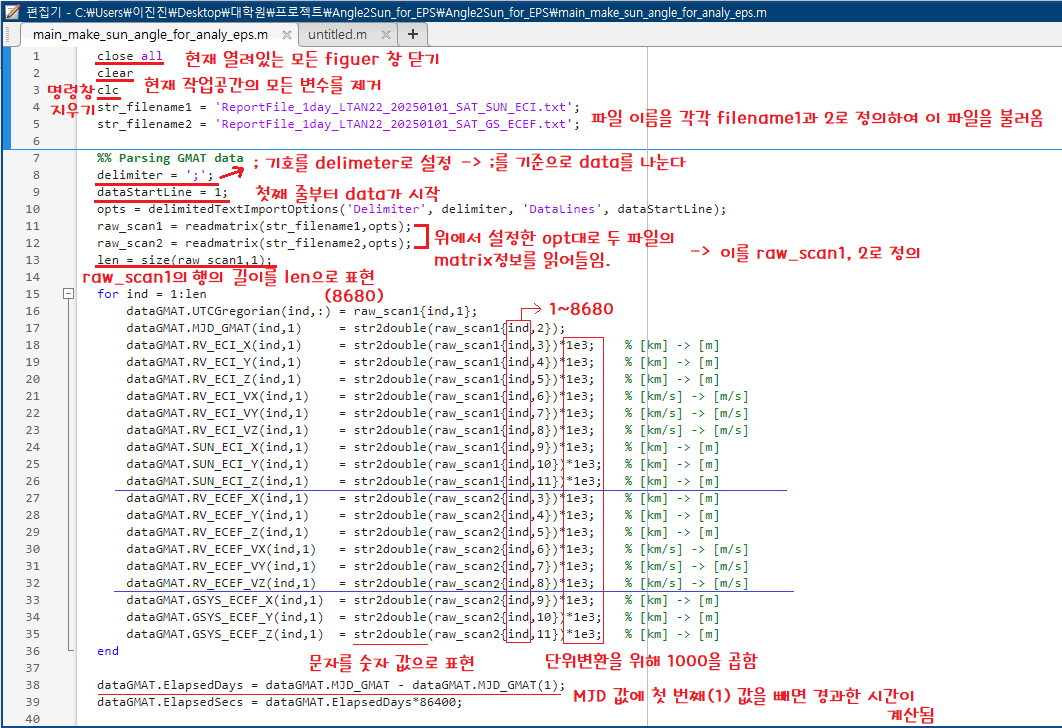 편집기 - C:\Users\이진진\Desktop\대학원\프로젝트\Angle2Sun_for_EPS\Angle2Sun_for_EPS\main_make_sun_angle_for_analy_eps.m
main_make_sun_angle_for_analy_eps.m × untitled.m × +
1 close all 현재 열려있는 모든 figuer 창 닫기
2 clear
3 clc 현재 작업공간의 모든 변수를 제거
명령창
지우기
4 str_filename1 = 'ReportFile_1day_LTAN22_20250101_SAT_SUN_ECI.txt';
5 str_filename2 = 'ReportFile_1day_LTAN22_20250101_SAT_GS_ECEF.txt'; 파일 이름을 각각 filename1과 2로 정의하여 이 파일을 불러옴
6
7 %% Parsing GMAT data
8 delimiter = ';'; ; 기호를 delimeter로 설정 -> ;를 기준으로 data를 나눈다
9 dataStartLine = 1; 첫째 줄부터 data가 시작
10 opts = delimitedTextImportOptions('Delimiter', delimiter, 'DataLines', dataStartLine);
11 raw_scan1 = readmatrix(str_filename1,opts);
12 raw_scan2 = readmatrix(str_filename2,opts);
위에서 설정한 opt대로 두 파일의
matrix정보를 읽어들임.
-> 이를 raw_scan1, 2로 정의
13 len = size(raw_scan1,1);
14
raw_scan1의 행의 길이를 len으로 표현
(8680)
15 for ind = 1:len
1~8680
16 dataGMAT.UTCGregorian(ind,:) = raw_scan1{ind,1};
17 dataGMAT.MJD_GMAT(ind,1) = str2double(raw_scan1{ind,2});
18 dataGMAT.RV_ECI_X(ind,1) = str2double(raw_scan1{ind,3})*1e3; % [km] -> [m]
19 dataGMAT.RV_ECI_Y(ind,1) = str2double(raw_scan1{ind,4})*1e3; % [km] -> [m]
20 dataGMAT.RV_ECI_Z(ind,1) = str2double(raw_scan1{ind,5})*1e3; % [km] -> [m]
21 dataGMAT.RV_ECI_VX(ind,1) = str2double(raw_scan1{ind,6})*1e3; % [km/s] -> [m/s]
22 dataGMAT.RV_ECI_VY(ind,1) = str2double(raw_scan1{ind,7})*1e3; % [km/s] -> [m/s]
23 dataGMAT.RV_ECI_VZ(ind,1) = str2double(raw_scan1{ind,8})*1e3; % [km/s] -> [m/s]
24 dataGMAT.SUN_ECI_X(ind,1) = str2double(raw_scan1{ind,9})*1e3; % [km] -> [m]
25 dataGMAT.SUN_ECI_Y(ind,1) = str2double(raw_scan1{ind,10})*1e3; % [km] -> [m]
26 dataGMAT.SUN_ECI_Z(ind,1) = str2double(raw_scan1{ind,11})*1e3; % [km] -> [m]
27 dataGMAT.RV_ECEF_X(ind,1) = str2double(raw_scan2{ind,3})*1e3; % [km] -> [m]
28 dataGMAT.RV_ECEF_Y(ind,1) = str2double(raw_scan2{ind,4})*1e3; % [km] -> [m]
29 dataGMAT.RV_ECEF_Z(ind,1) = str2double(raw_scan2{ind,5})*1e3; % [km] -> [m]
30 dataGMAT.RV_ECEF_VX(ind,1) = str2double(raw_scan2{ind,6})*1e3; % [km/s] -> [m/s]
31 dataGMAT.RV_ECEF_VY(ind,1) = str2double(raw_scan2{ind,7})*1e3; % [km/s] -> [m/s]
32 dataGMAT.RV_ECEF_VZ(ind,1) = str2double(raw_scan2{ind,8})*1e3; % [km/s] -> [m/s]
33 dataGMAT.GSYS_ECEF_X(ind,1) = str2double(raw_scan2{ind,9})*1e3; % [km] -> [m]
34 dataGMAT.GSYS_ECEF_Y(ind,1) = str2double(raw_scan2{ind,10})*1e3; % [km] -> [m]
35 dataGMAT.GSYS_ECEF_Z(ind,1) = str2double(raw_scan2{ind,11})*1e3; % [km] -> [m]
36 end
문자를 숫자 값으로 표현 단위변환을 위해 1000을 곱함
37
38 dataGMAT.ElapsedDays = dataGMAT.MJD_GMAT - dataGMAT.MJD_GMAT(1);
39 dataGMAT.ElapsedSecs = dataGMAT.ElapsedDays*86400;
MJD 값에 첫 번째(1) 값을 빼면 경과한 시간이
계산됨
40